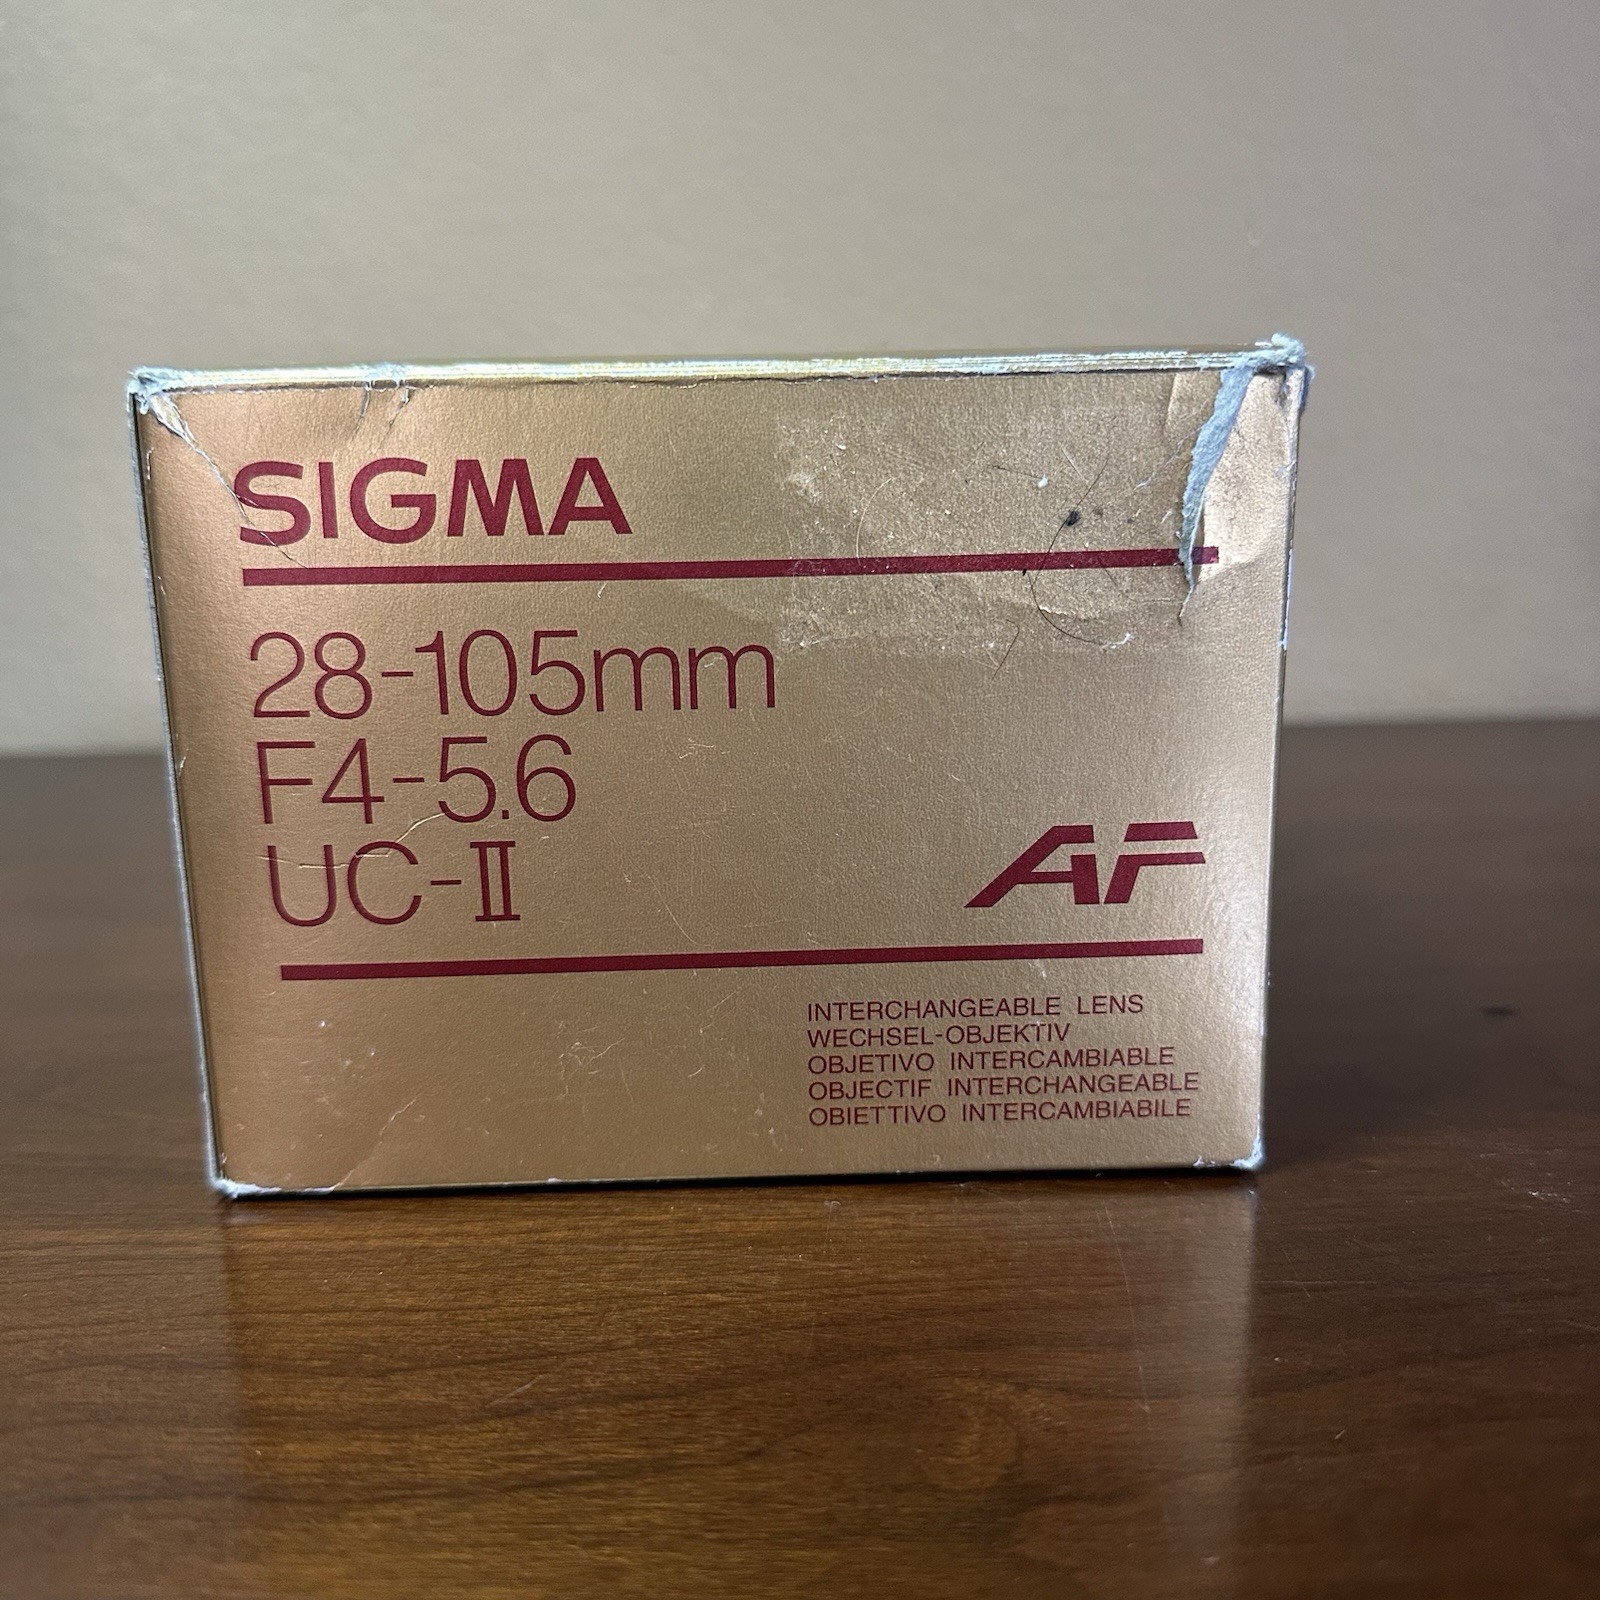 SIGMA
28-105mm
F4-5.6
UC-II
AF
INTERCHANGEABLE LENS
WECHSEL-OBJEKTIV
OBJETIVO INTERCAMBIABLE
OBJECTIF INTERCHANGEABLE
OBIETTIVO INTERCAMBIABILE